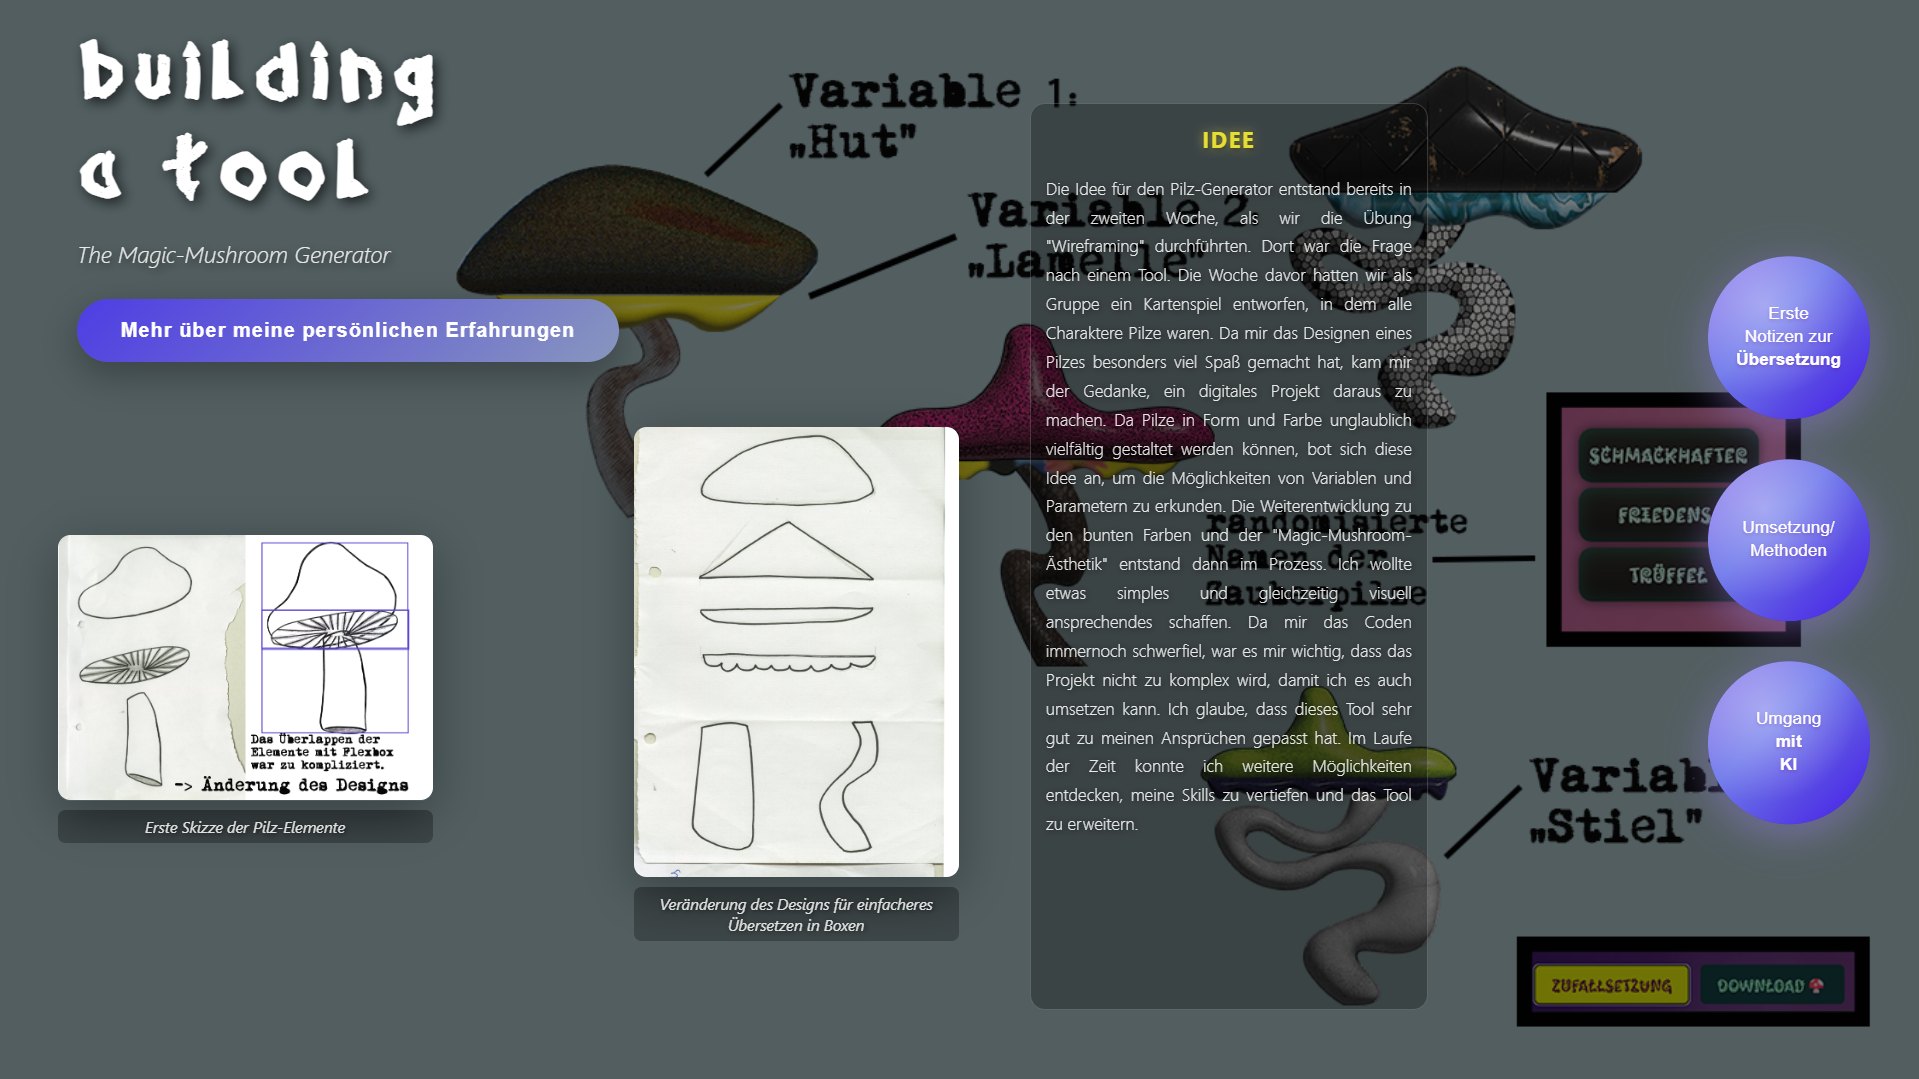 building
a tool
The Magic-Mushroom Generator
Mehr über meine persönlichen Erfahrungen
Das Überlappen der
Elemente mit Flexbox
war zu kompliziert.
-> Änderung des Designs
Erste Skizze der Pilz-Elemente
Veränderung des Designs für einfacheres
Übersetzen in Boxen
Variable 1:
„Hut"
Variable 2
„Lamelle"
IDEE
Die Idee für den Pilz-Generator entstand bereits in
der zweiten Woche, als wir die Übung
"Wireframing" durchführten. Dort war die Frage
nach einem Tool. Die Woche davor hatten wir als
Gruppe ein Kartenspiel entworfen, in dem alle
Charaktere Pilze waren. Da mir das Designen eines
Pilzes besonders viel Spaß gemacht hat, kam mir
der Gedanke, ein digitales Projekt daraus zu
machen. Da Pilze in Form und Farbe unglaublich
vielfältig gestaltet werden können, bot sich diese
Idee an, um die Möglichkeiten von Variablen und
Parametern zu erkunden. Die Weiterentwicklung zu
den bunten Farben und der "Magic-Mushroom-
Ästhetik" entstand dann im Prozess. Ich wollte
etwas simples und gleichzeitig visuell
ansprechendes schaffen. Da mir das Coden
immernoch schwerfiel, war es mir wichtig, dass das
Projekt nicht zu komplex wird, damit ich es auch
umsetzen kann. Ich glaube, dass dieses Tool sehr
gut zu meinen Ansprüchen gepasst hat. Im Laufe
der Zeit konnte ich weitere Möglichkeiten
entdecken, meine Skills zu vertiefen und das Tool
zu erweitern.
randomisierte
Namen der
Zauberpilze
SCHMACKHAFTER
FRIEDENS
TRÜFFEL
Variabl
„Stiel"
Erste
Notizen zur
Übersetzung
Umsetzung/
Methoden
Umgang
mit
KI
ZUFALLSETZUNG
DOWNLOAD